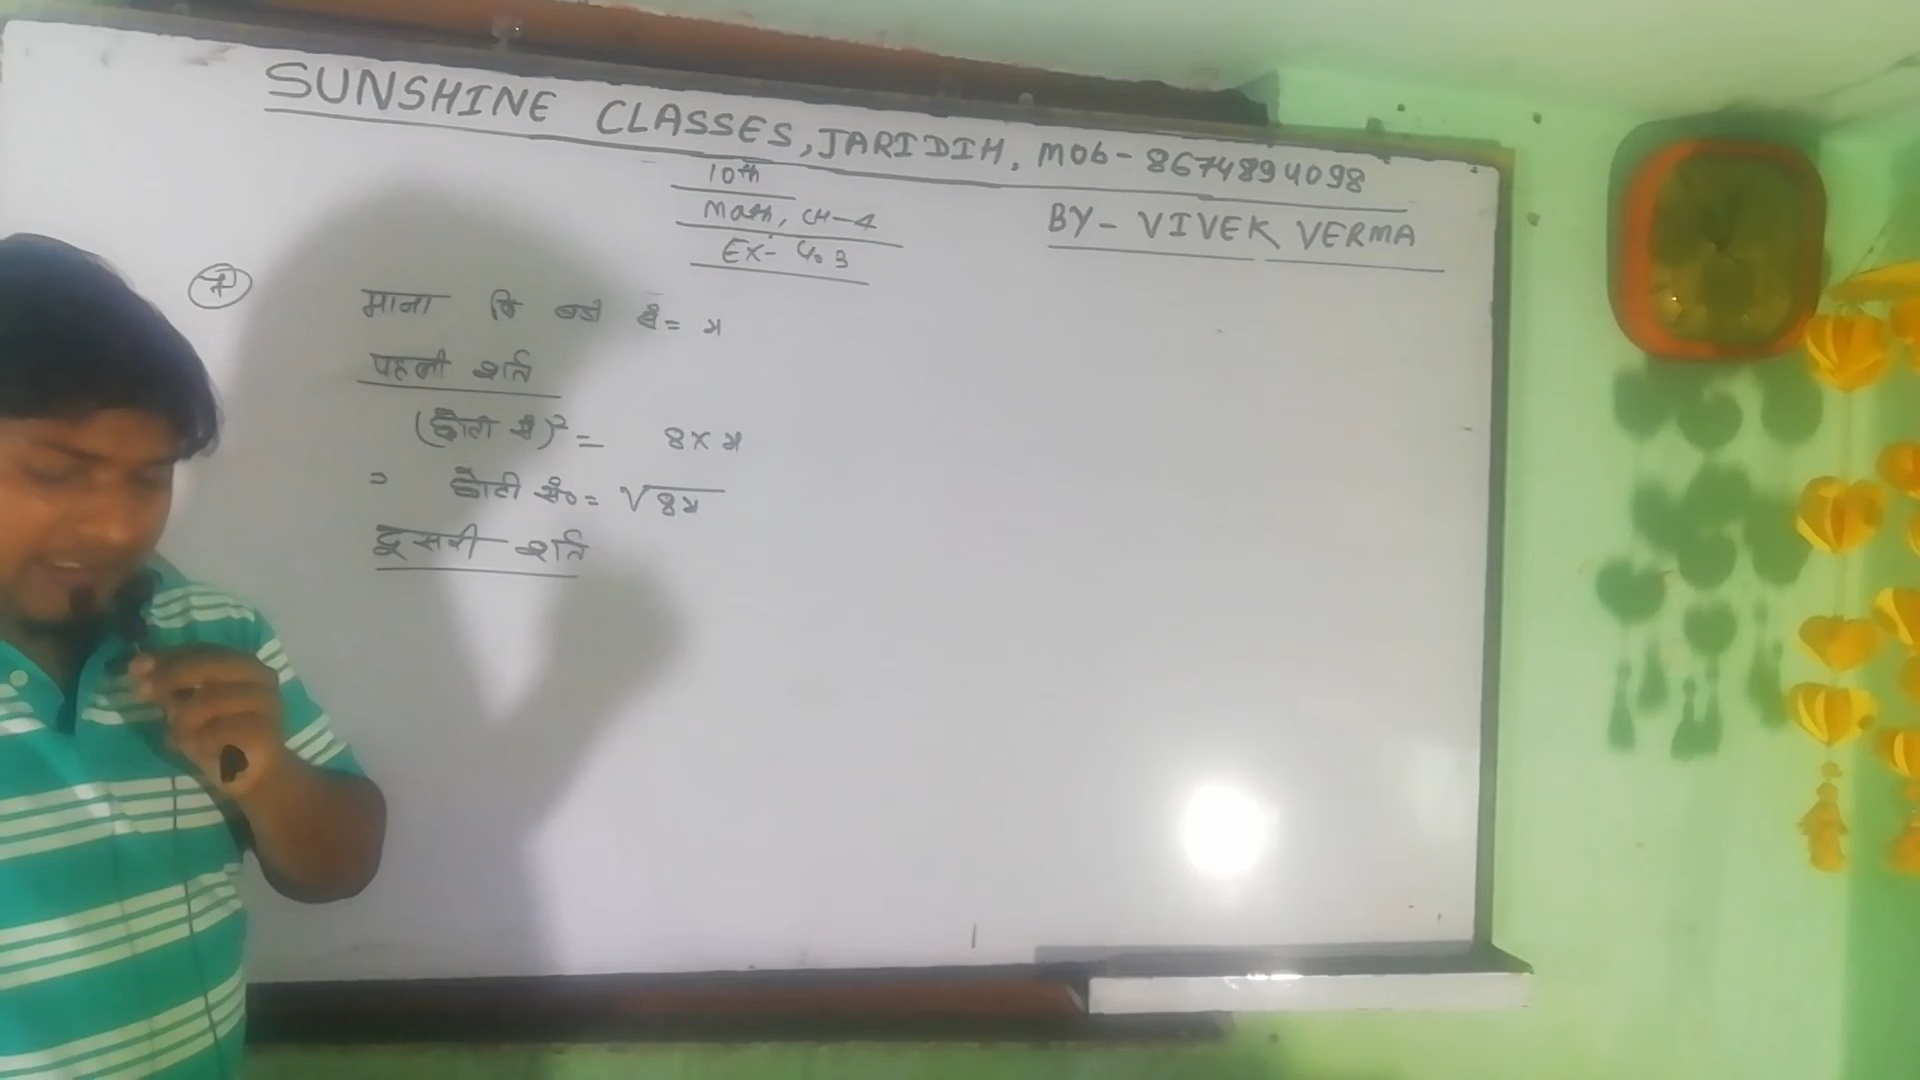 SUNSHINE CLASSES, JARIDIH, MOb- 8674894098
10th
Math, CH-4
EX- 4.3
BY- VIVEK VERMA
7
माना कि बड़ी सं = x
पहली शर्त
(छोटी सं)² = 8 × x
= छोटी सं० = √8x
दूसरी शर्त